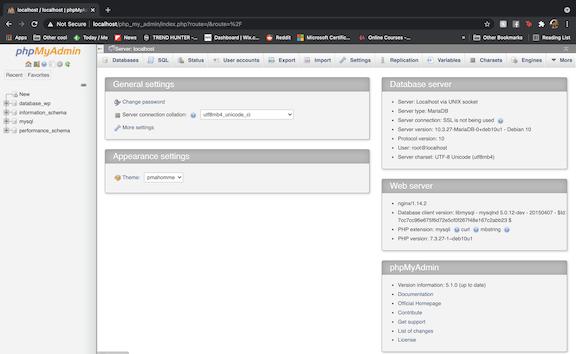 localhost / localhost | phpMyA
Not Secure | localhost/php_my_admin/index.php?route=/&route=%2F
Apps
Other cool
Today / Me
News
TREND HUNTER -...
Dashboard | Wix.c...
Reddit
Microsoft Certific...
Online Courses -...
Other Bookmarks
Reading List
phpMyAdmin
Recent Favorites
New
database_wp
information_schema
mysql
performance_schema
Server: localhost
Databases SQL Status User accounts Export Import Settings Replication Variables Charsets Engines More
General settings
Change password
Server connection collation: utf8mb4_unicode_ci
More settings
Appearance settings
Theme: pmahomme
Database server
Server: Localhost via UNIX socket
Server type: MariaDB
Server connection: SSL is not being used
Server version: 10.3.27-MariaDB-0+deb10u1 - Debian 10
Protocol version: 10
User: root@localhost
Server charset: UTF-8 Unicode (utf8mb4)
Web server
nginx/1.14.2
Database client version: libmysql - mysqlnd 5.0.12-dev - 20150407 - $Id:
7cc7cc96e675f6d72e5cf0f267f48e167c2abb23 $
PHP extension: mysqli curl mbstring
PHP version: 7.3.27-1~deb10u1
phpMyAdmin
Version information: 5.1.0 (up to date)
Documentation
Official Homepage
Contribute
Get support
List of changes
License